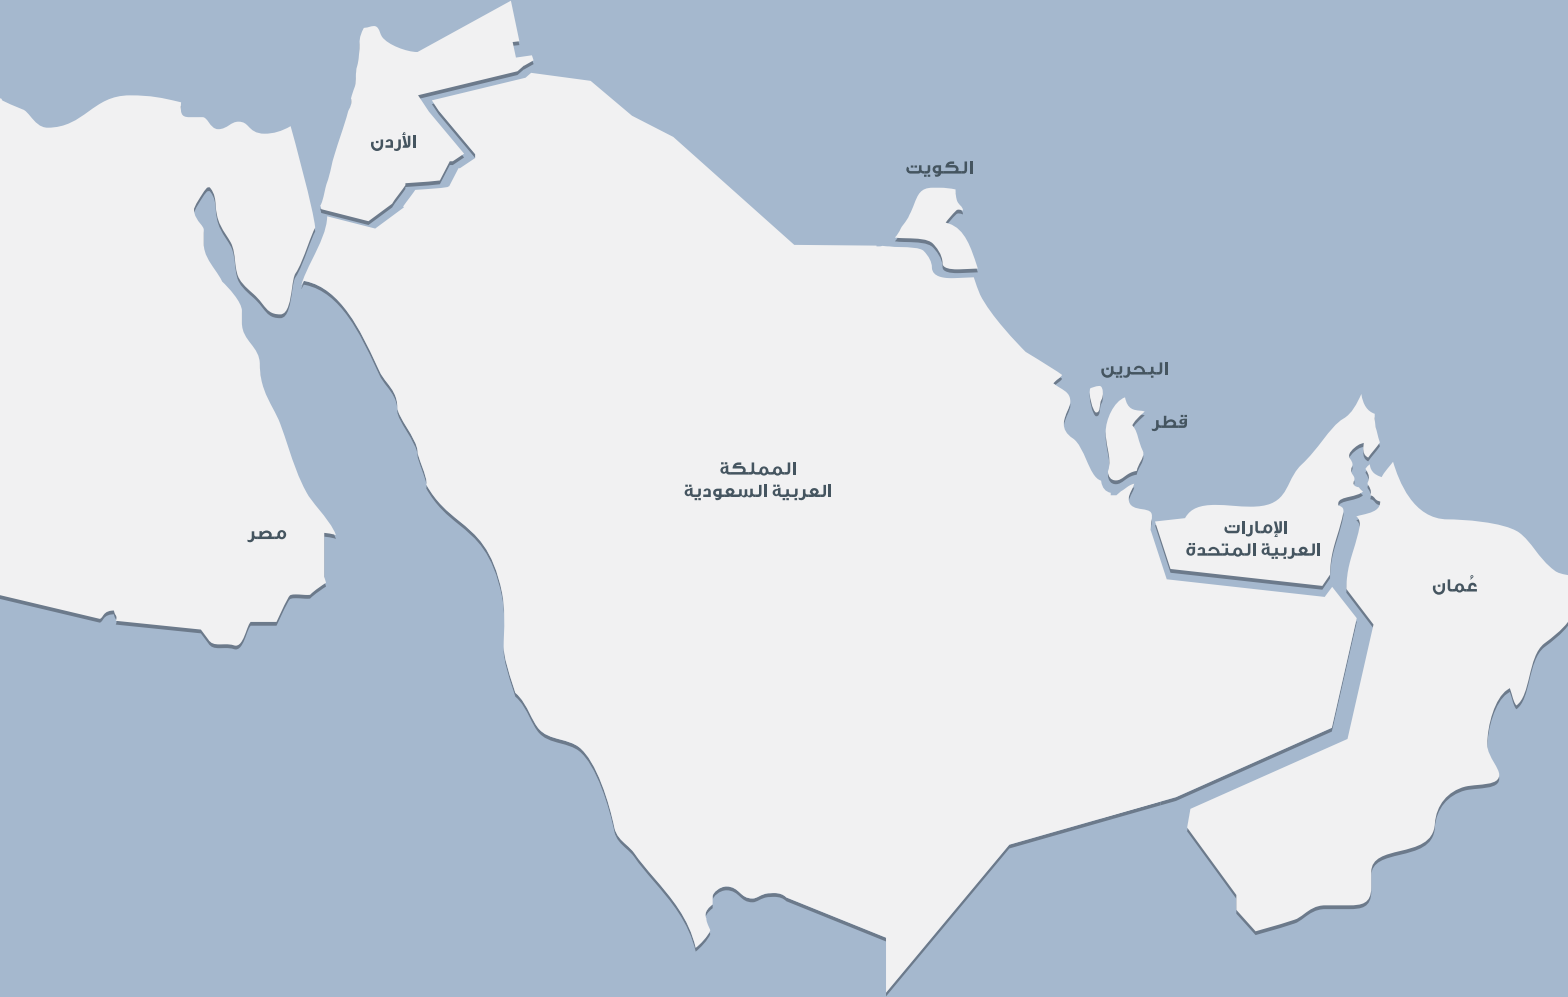 الأردن
الكويت
البحرين
قطر
المملكة
العربية السعودية
مصر
الإمارات
العربية المتحدة
عُمان